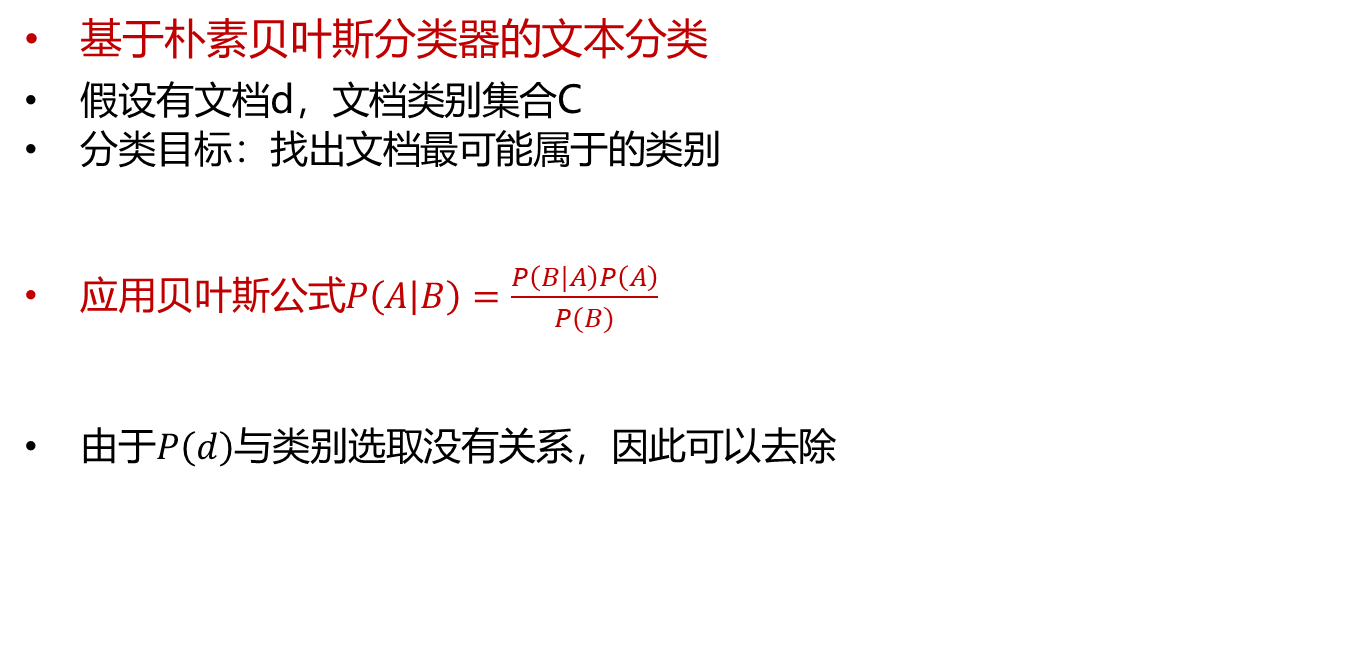 • 基于朴素贝叶斯分类器的文本分类
• 假设有文档d，文档类别集合C
• 分类目标：找出文档最可能属于的类别
• 应用贝叶斯公式P(A|B) = P(B|A)P(A) / P(B)
• 由于P(d)与类别选取没有关系，因此可以去除